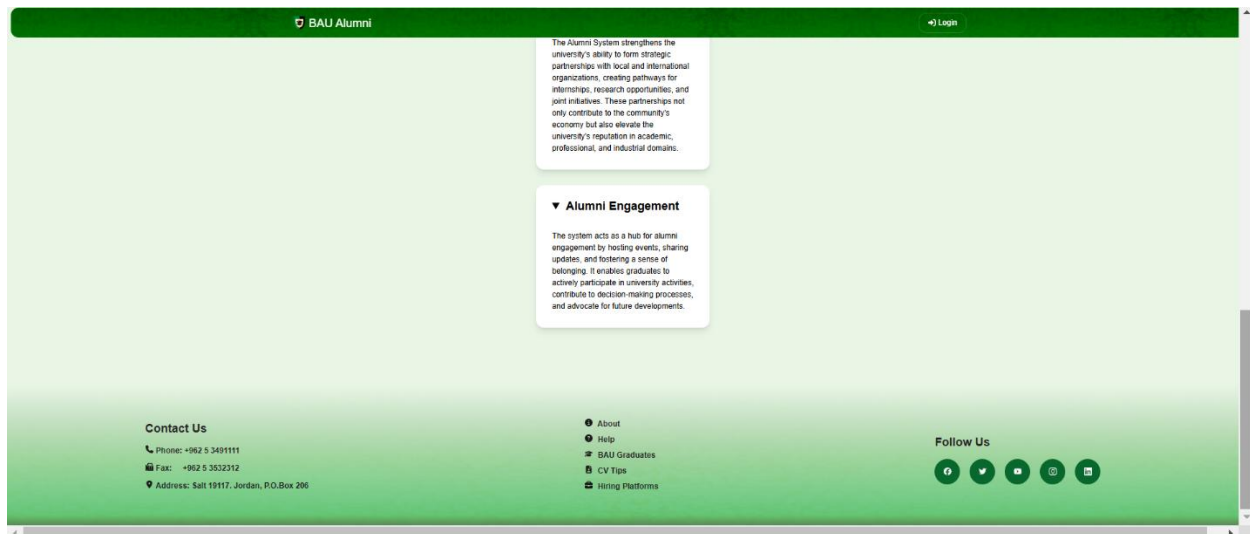 BAU Alumni
Login
The Alumni System strengthens the
university's ability to form strategic
partnerships with local and international
organizations, creating pathways for
internships, research opportunities, and
joint initiatives. These partnerships not
only contribute to the community's
economy but also elevate the
university's reputation in academic,
professional, and industrial domains.
Alumni Engagement
The system acts as a hub for alumni
engagement by hosting events, sharing
updates, and fostering a sense of
belonging. It enables graduates to
actively participate in university activities,
contribute to decision-making processes,
and advocate for future developments.
Contact Us
Phone: +962 5 3491111
Fax: +962 5 3532312
Address: Salt 19117. Jordan, P.O.Box 206
About
Help
BAU Graduates
CV Tips
Hiring Platforms
Follow Us